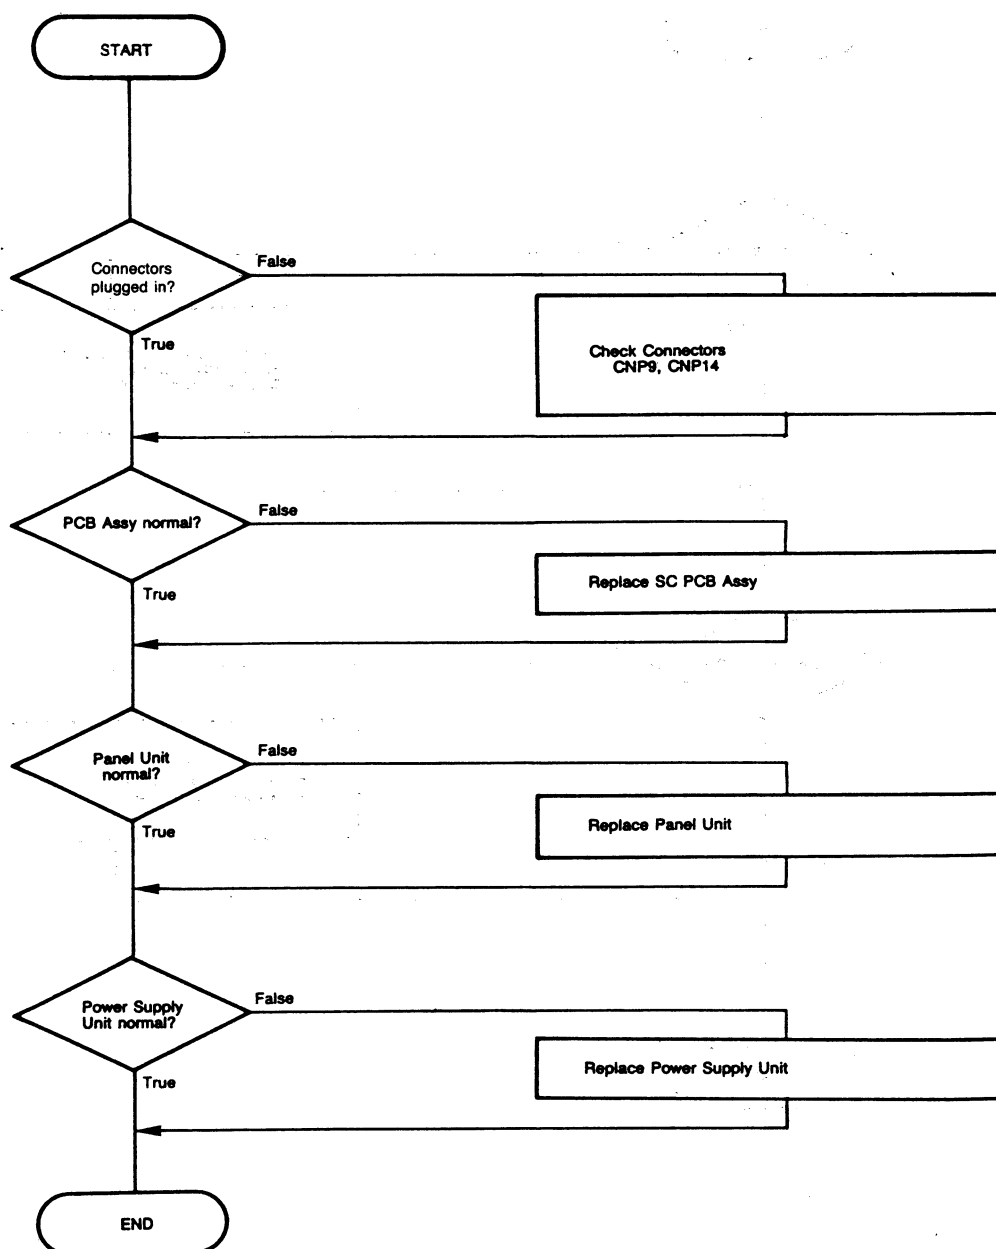 START
Connectors
plugged in?
False
True
Check Connectors
CNP9, CNP14
PCB Assy normal?
False
True
Replace SC PCB Assy
Panel Unit
normal?
False
True
Replace Panel Unit
Power Supply
Unit normal?
False
True
Replace Power Supply Unit
END